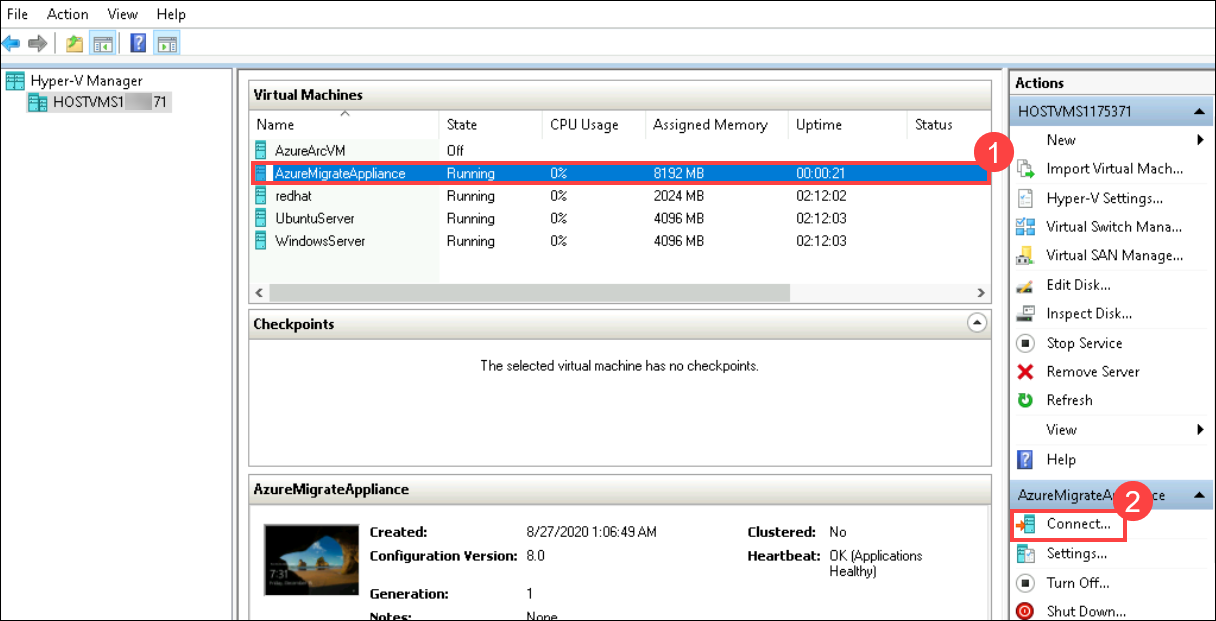 File Action View Help
Hyper-V Manager
HOSTVMS1 71
Virtual Machines
Name State CPU Usage Assigned Memory Uptime Status
AzureArcVM Off
1
AzureMigrateAppliance Running 0% 8192 MB 00:00:21
redhat Running 0% 2024 MB 02:12:02
UbuntuServer Running 0% 4096 MB 02:12:03
WindowsServer Running 0% 4096 MB 02:12:03
Checkpoints
The selected virtual machine has no checkpoints.
AzureMigrateAppliance
Created: 8/27/2020 1:06:49 AM Clustered: No
Configuration Version: 8.0 Heartbeat: OK (Applications
Healthy)
7:31
Generation: 1
Notes: None
Actions
HOSTVMS1175371
New
Import Virtual Mach...
Hyper-V Settings...
Virtual Switch Mana...
Virtual SAN Manage...
Edit Disk...
Inspect Disk...
Stop Service
Remove Server
Refresh
View
Help
AzureMigrateAp ce
2
Connect...
Settings...
Turn Off...
Shut Down...